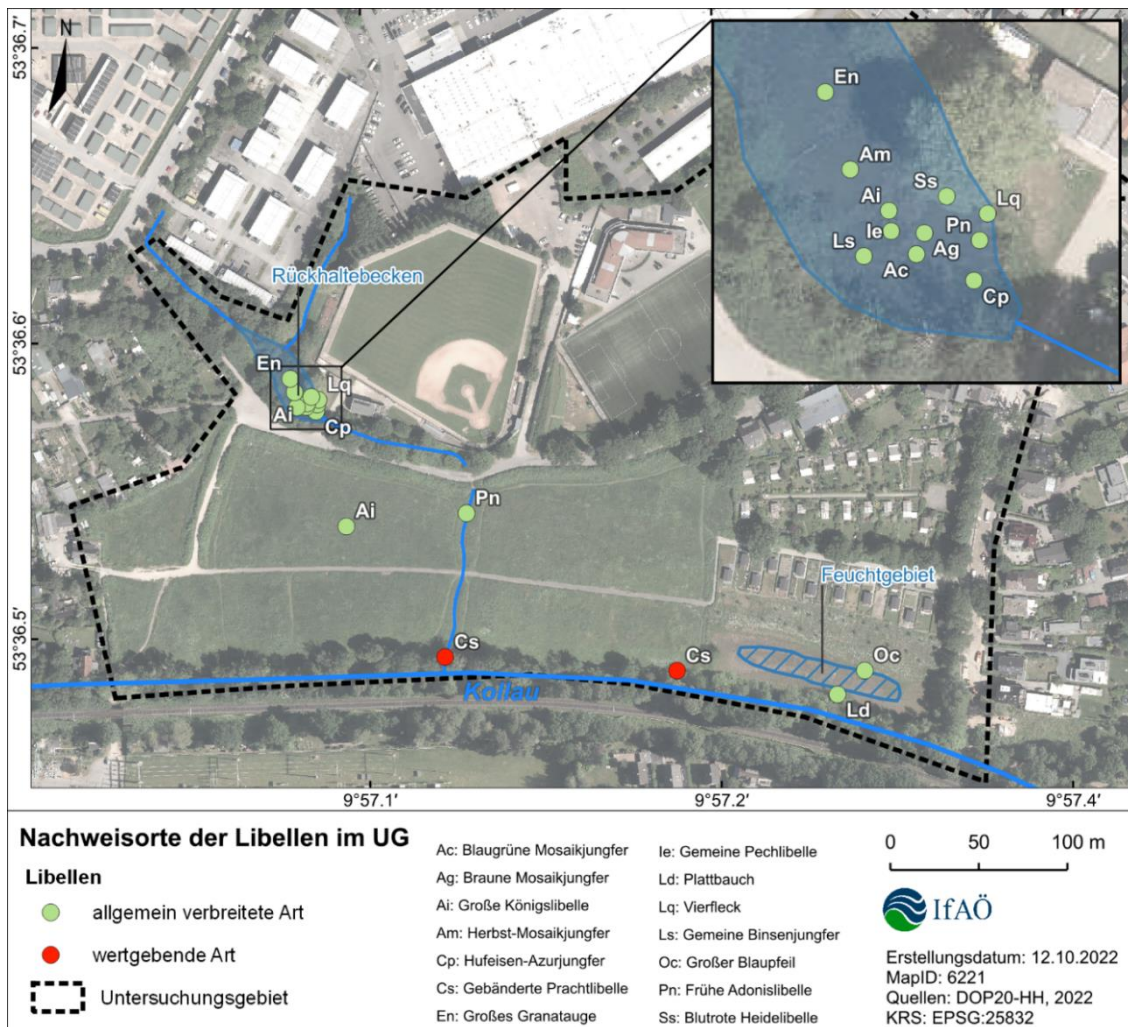 N
53°36.7'
53°36.6'
53°36.5'
Rückhaltebecken
En
Lq
Ai
Cp
En
Am
Ss
Ai
Lq
Ie
Pn
Ls
Ag
Ac
Cp
Ai
Pn
Feuchtgebiet
Cs
Cs
Oc
Kollau
Ld
9°57.1' 9°57.2' 9°57.4'
Nachweisorte der Libellen im UG
Libellen
allgemein verbreitete Art
wertgebende Art
Untersuchungsgebiet
Ac: Blaugrüne Mosaikjungfer
Ag: Braune Mosaikjungfer
Ai: Große Königslibelle
Am: Herbst-Mosaikjungfer
Cp: Hufeisen-Azurjungfer
Cs: Gebänderte Prachtlibelle
En: Großes Granatauge
Ie: Gemeine Pechlibelle
Ld: Plattbauch
Lq: Vierfleck
Ls: Gemeine Binsenjungfer
Oc: Großer Blaupfeil
Pn: Frühe Adonislibelle
Ss: Blutrote Heidelibelle
0 50 100 m
IfAÖ
Erstellungsdatum: 12.10.2022
MapID: 6221
Quellen: DOP20-HH, 2022
KRS: EPSG:25832